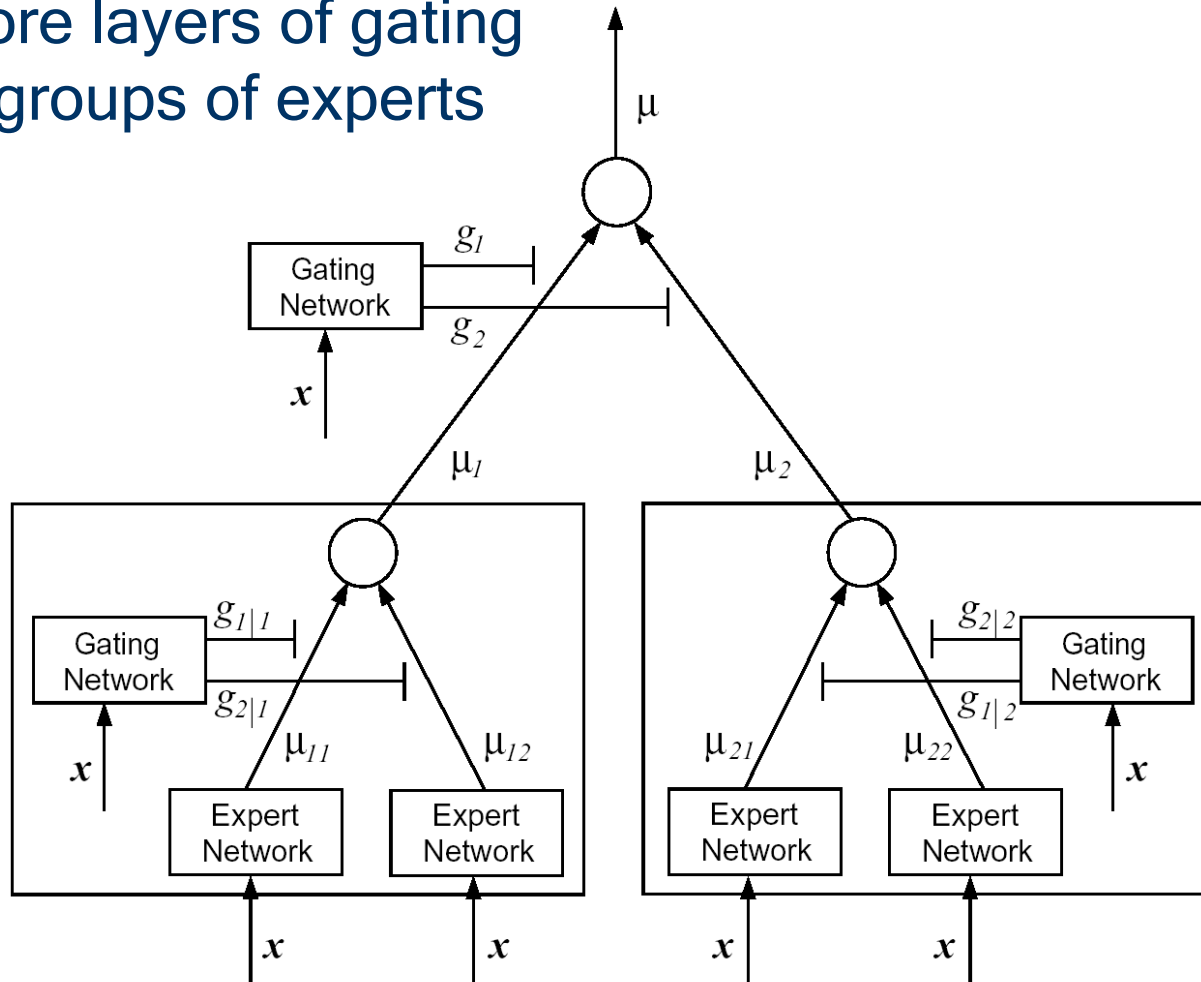 ore layers of gating
groups of experts
μ
g1
Gating
Network
g2
x
μ1
μ2
g1|1
g2|2
Gating
Network
Gating
Network
g2|1
g1|2
μ11
μ12
μ21
μ22
x
x
Expert
Network
Expert
Network
Expert
Network
Expert
Network
x
x
x
x